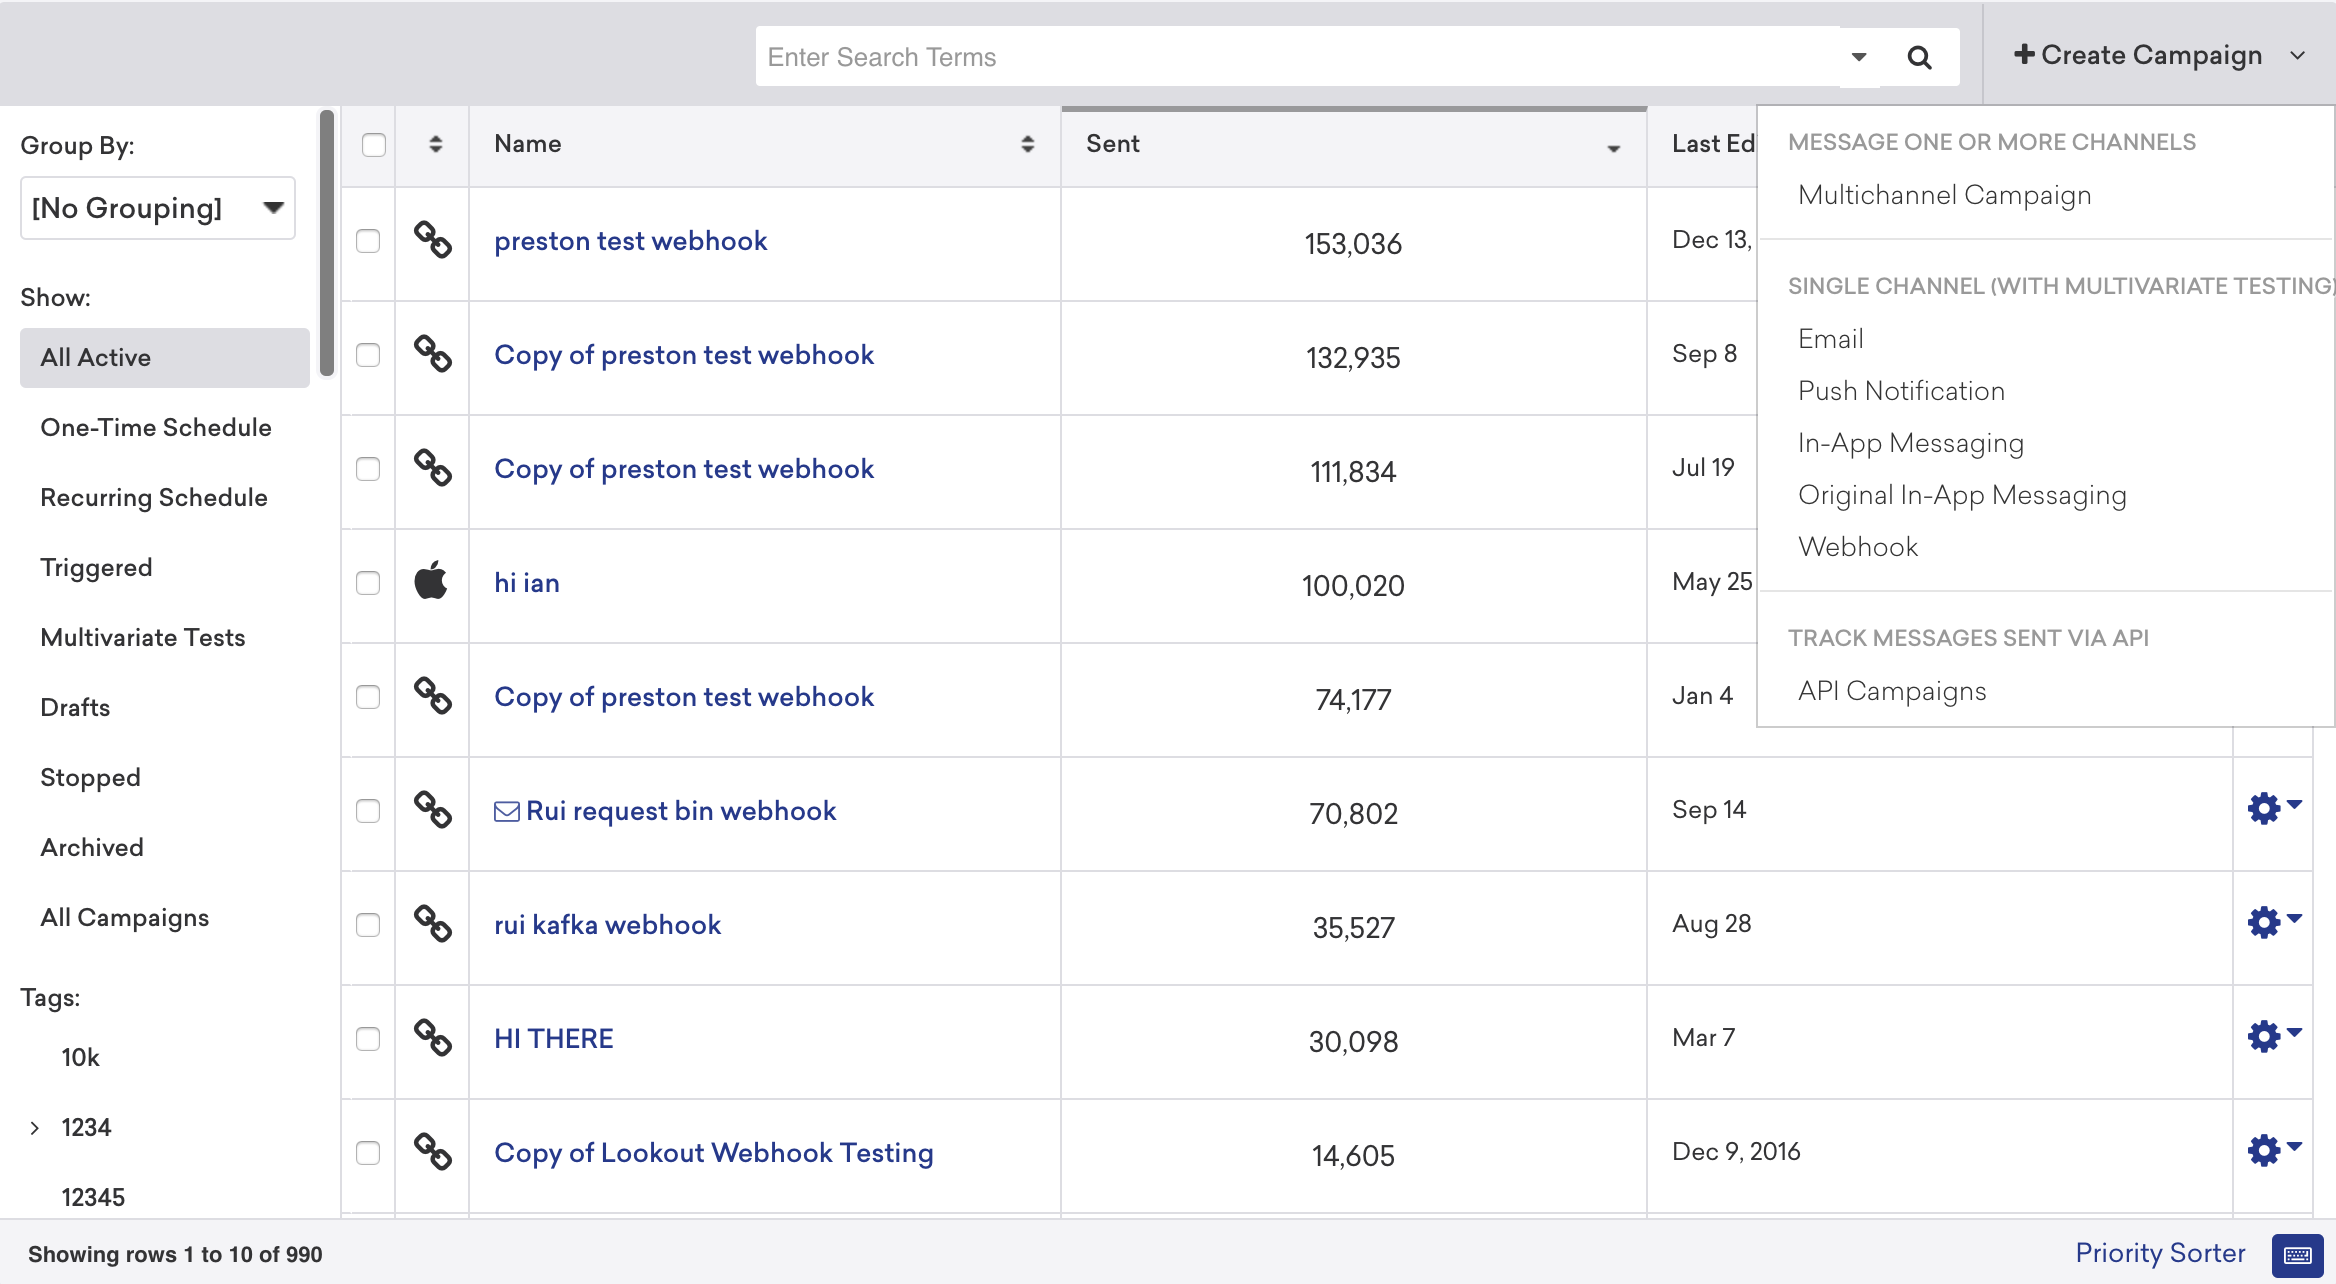 Enter Search Terms
Create Campaign
Group By:
[No Grouping]
Show:
All Active
One-Time Schedule
Recurring Schedule
Triggered
Multivariate Tests
Drafts
Stopped
Archived
All Campaigns
Tags:
10k
1234
12345
Name Sent Last Ed
preston test webhook 153,036 Dec 13,
Copy of preston test webhook 132,935 Sep 8
Copy of preston test webhook 111,834 Jul 19
hi ian 100,020 May 25
Copy of preston test webhook 74,177 Jan 4
Rui request bin webhook 70,802 Sep 14
rui kafka webhook 35,527 Aug 28
HI THERE 30,098 Mar 7
Copy of Lookout Webhook Testing 14,605 Dec 9, 2016
MESSAGE ONE OR MORE CHANNELS
Multichannel Campaign
SINGLE CHANNEL (WITH MULTIVARIATE TESTING)
Email
Push Notification
In-App Messaging
Original In-App Messaging
Webhook
TRACK MESSAGES SENT VIA API
API Campaigns
Showing rows 1 to 10 of 990
Priority Sorter